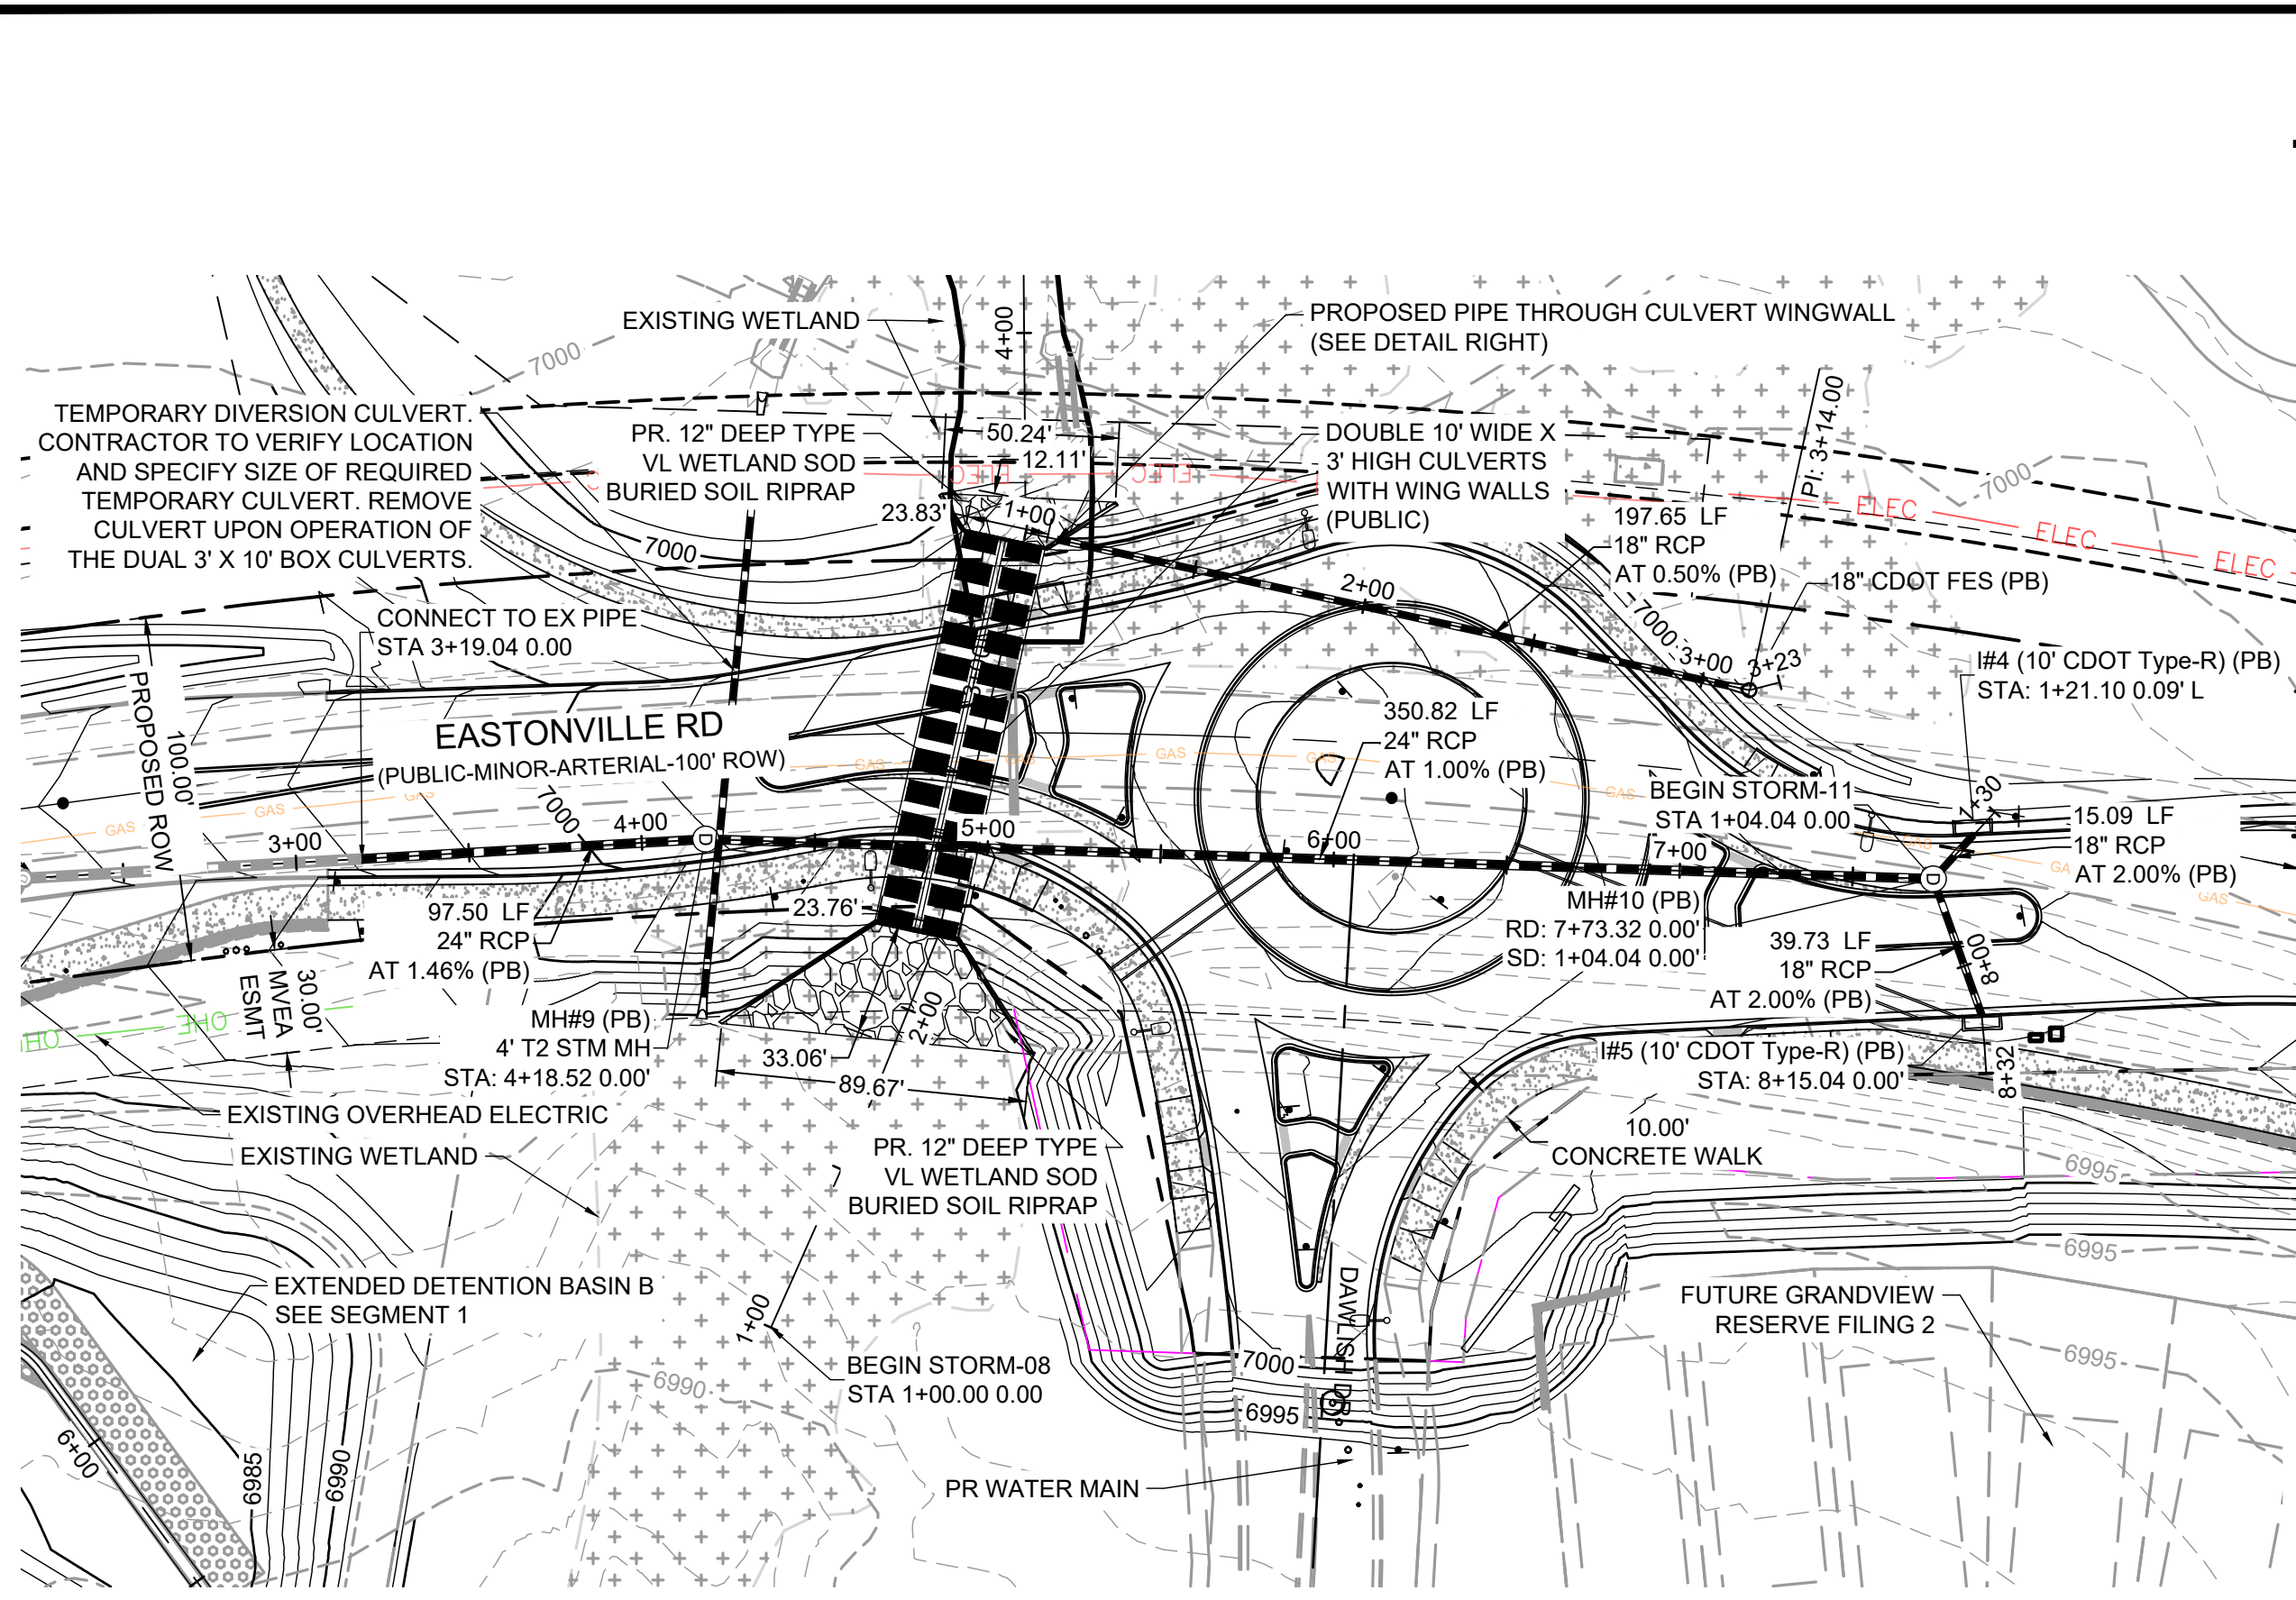 EXISTING WETLAND
4+00
PROPOSED PIPE THROUGH CULVERT WINGWALL
(SEE DETAIL RIGHT)
7000
TEMPORARY DIVERSION CULVERT.
CONTRACTOR TO VERIFY LOCATION
AND SPECIFY SIZE OF REQUIRED
TEMPORARY CULVERT. REMOVE
CULVERT UPON OPERATION OF
THE DUAL 3' X 10' BOX CULVERTS.
PR. 12" DEEP TYPE
VL WETLAND SOD
BURIED SOIL RIPRAP
50.24'
12.11'
23.83'
1+00
ELEC
ELEC
DOUBLE 10' WIDE X
3' HIGH CULVERTS
WITH WING WALLS
(PUBLIC)
PI: 3+14.00
7000
ELEC
ELEC
ELEC
197.65 LF
18" RCP
AT 0.50% (PB)
18" CDOT FES (PB)
7000
2+00
7000
3+00
3+23
CONNECT TO EX PIPE
STA 3+19.04 0.00
I#4 (10' CDOT Type-R) (PB)
STA: 1+21.10 0.09' L
PROPOSED ROW
100.00'
EASTONVILLE RD
(PUBLIC-MINOR-ARTERIAL-100' ROW)
3+00
350.82 LF
24" RCP
AT 1.00% (PB)
GAS
GAS
GAS
GAS
GAS
GAS
GAS
GAS
GAS
GAS
GAS
BEGIN STORM-11
STA 1+04.04 0.00
1+30
15.09 LF
18" RCP
AT 2.00% (PB)
3+00
7000
4+00
D
5+00
6+00
7+00
D
97.50 LF
24" RCP
AT 1.46% (PB)
23.76'
MH#10 (PB)
RD: 7+73.32 0.00'
SD: 1+04.04 0.00'
39.73 LF
18" RCP
AT 2.00% (PB)
8+00
30.00'
MVEA
ESMT
OHE
OHE
MH#9 (PB)
4' T2 STM MH
STA: 4+18.52 0.00'
2+00
33.06'
89.67'
I#5 (10' CDOT Type-R) (PB)
STA: 8+15.04 0.00'
8+32
EXISTING OVERHEAD ELECTRIC
EXISTING WETLAND
PR. 12" DEEP TYPE
VL WETLAND SOD
BURIED SOIL RIPRAP
10.00'
CONCRETE WALK
6995
6995
EXTENDED DETENTION BASIN B
SEE SEGMENT 1
1+00
BEGIN STORM-08
STA 1+00.00 0.00
6990
7000
6995
DAWLISH DR
FUTURE GRANDVIEW
RESERVE FILING 2
6995
6+00
6985
6990
PR WATER MAIN